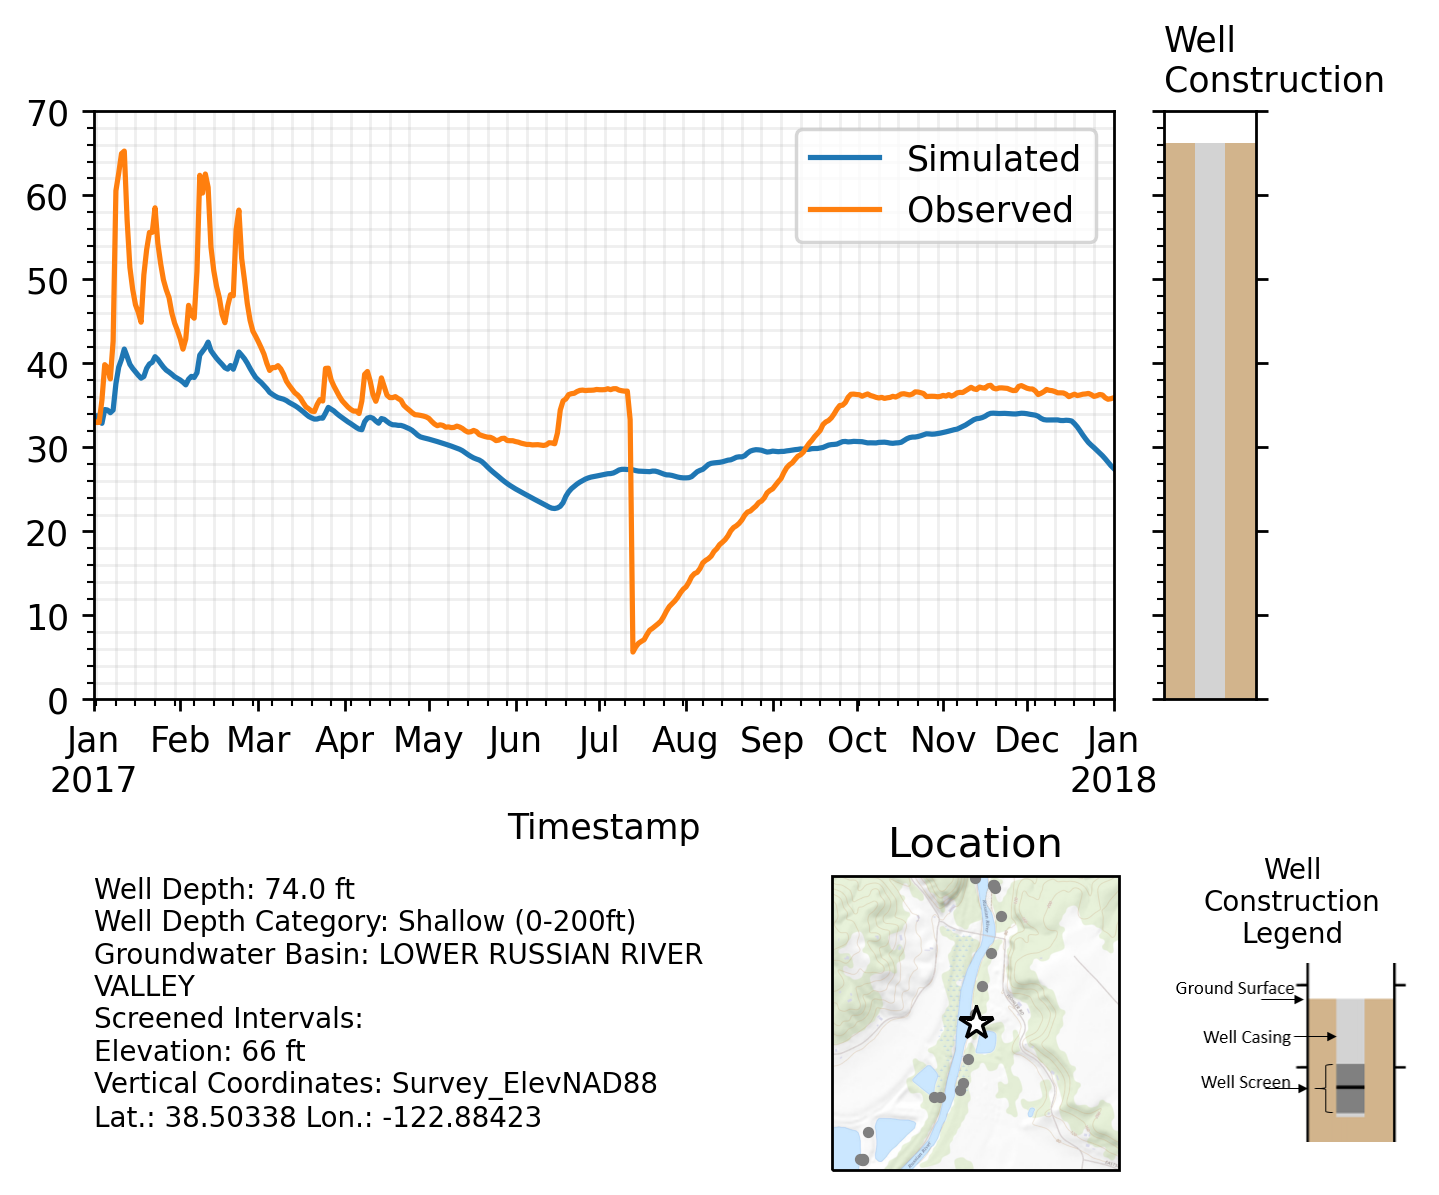 Well
Construction
70
60
50
40
30
20
10
0
Simulated
Observed
Jan Feb Mar Apr May Jun Jul Aug Sep Oct Nov Dec Jan
2017 2018
Timestamp
Well Depth: 74.0 ft
Well Depth Category: Shallow (0-200ft)
Groundwater Basin: LOWER RUSSIAN RIVER
VALLEY
Screened Intervals:
Elevation: 66 ft
Vertical Coordinates: Survey_ElevNAD88
Lat.: 38.50338 Lon.: -122.88423
Location
Well
Construction
Legend
Ground Surface
Well Casing
Well Screen